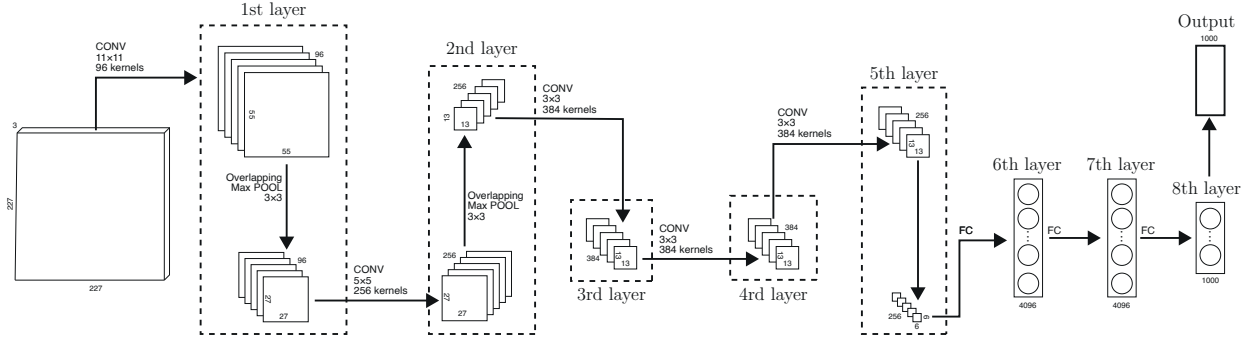 3
227
227
CONV
11×11
96 kernels
1st layer
96
55
55
Overlapping
Max POOL
3×3
96
27
27
CONV
5×5
256 kernels
2nd layer
256
13
13
Overlapping
Max POOL
3×3
256
27
27
CONV
3×3
384 kernels
384
13
13
3rd layer
CONV
3×3
384 kernels
384
13
13
4th layer
CONV
3×3
384 kernels
5th layer
256
13
13
256
6
6
FC
6th layer
4096
FC
7th layer
4096
FC
8th layer
1000
Output
1000